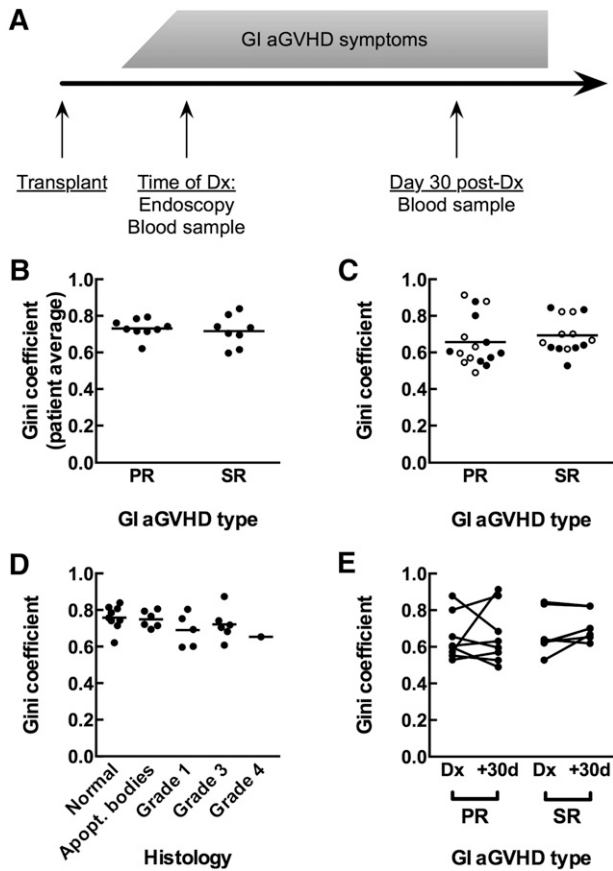 A
GI aGVHD symptoms
Transplant
Time of Dx:
Endoscopy
Blood sample
Day 30 post-Dx
Blood sample
B
Gini coefficient
(patient average)
1.0
0.8
0.6
0.4
0.2
0.0
PR SR
GI aGVHD type
C
Gini coefficient
1.0
0.8
0.6
0.4
0.2
0.0
PR SR
GI aGVHD type
D
Gini coefficient
1.0
0.8
0.6
0.4
0.2
0.0
Normal
Apopt. bodies
Grade 1
Grade 3
Grade 4
Histology
E
Gini coefficient
1.0
0.8
0.6
0.4
0.2
0.0
Dx +30d Dx +30d
PR SR
GI aGVHD type